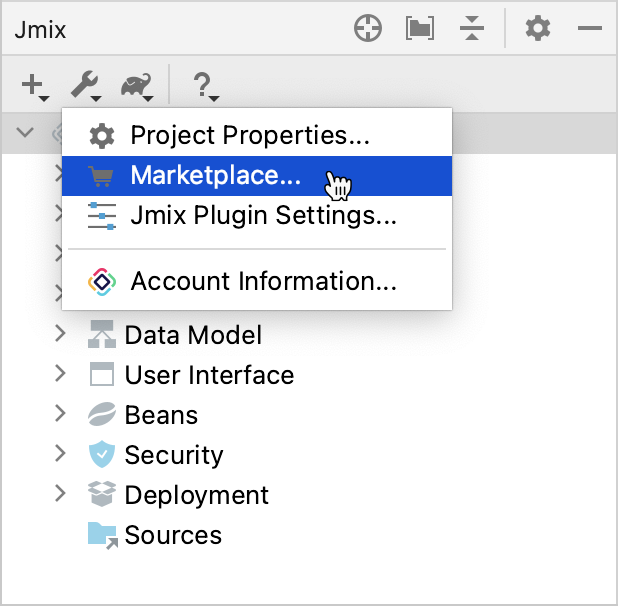 Jmix
Project Properties...
Marketplace...
Jmix Plugin Settings...
Account Information...
Data Model
User Interface
Beans
Security
Deployment
Sources